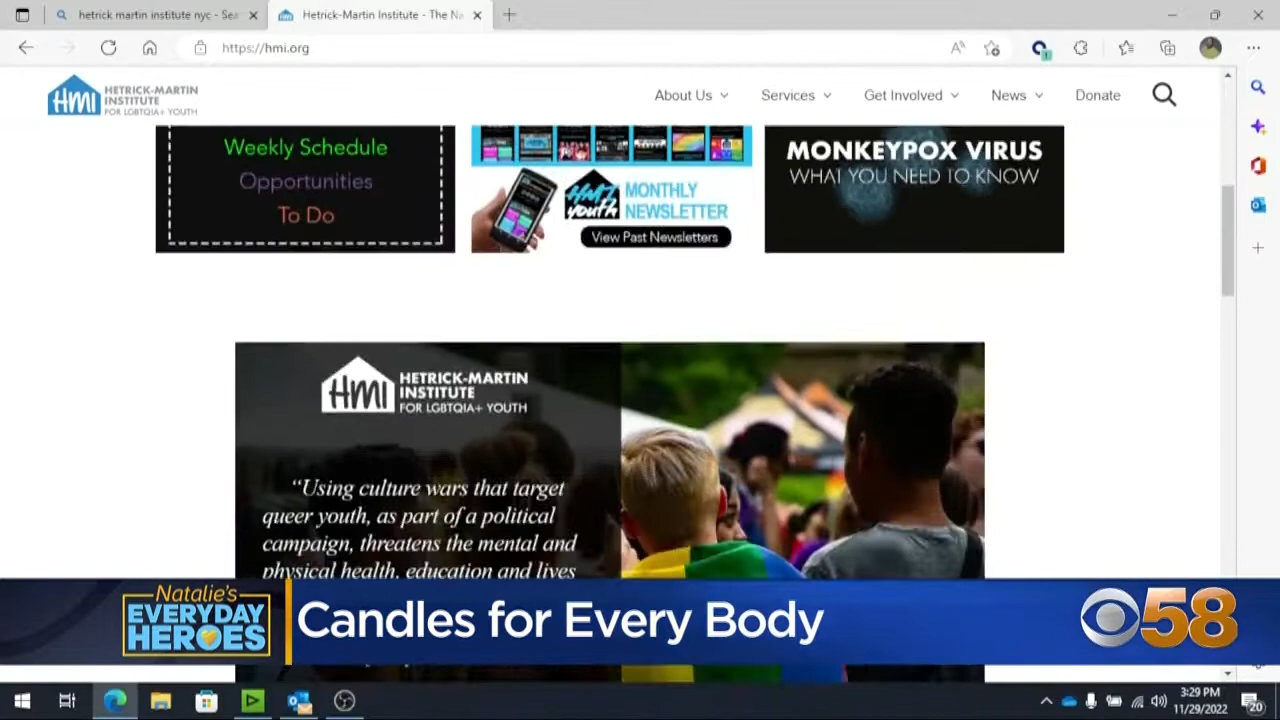 hetrick martin institute nyc - Sea
Hetrick-Martin Institute - The Na
https://hmi.org
1
HMI
HETRICK-MARTIN
INSTITUTE
FOR LGBTQIA+ YOUTH
About Us
Services
Get Involved
News
Donate
Weekly Schedule
Opportunities
To Do
HMI
youth
MONTHLY
NEWSLETTER
View Past Newsletters
MONKEYPOX VIRUS
WHAT YOU NEED TO KNOW
HMI
HETRICK-MARTIN
INSTITUTE
FOR LGBTQIA+ YOUTH
“Using culture wars that target
queer youth, as part of a political
campaign, threatens the mental and
physical health, education and lives
Natalie's
EVERYDAY
HEROES
Candles for Every Body
58
3:29 PM
11/29/2022
20